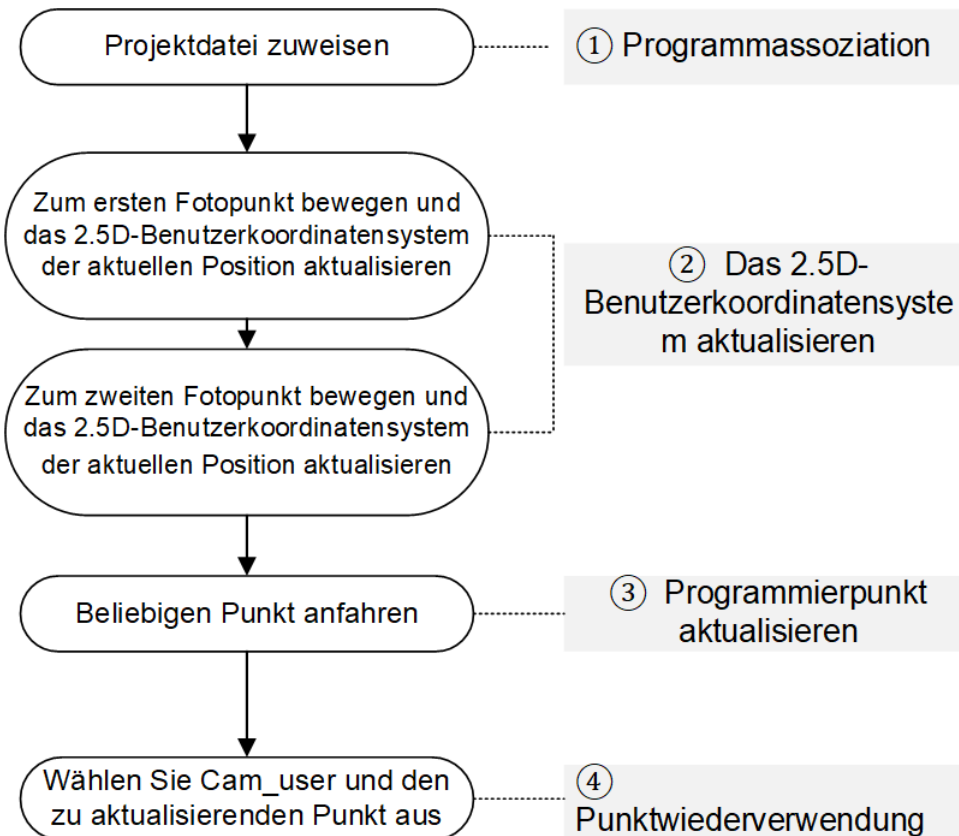 Projektdatei zuweisen
① Programmassoziation
Zum ersten Fotopunkt bewegen und
das 2.5D-Benutzerkoordinatensystem
der aktuellen Position aktualisieren
② Das 2.5D-
Benutzerkoordinatensyste
m aktualisieren
Zum zweiten Fotopunkt bewegen und
das 2.5D-Benutzerkoordinatensystem
der aktuellen Position aktualisieren
Beliebigen Punkt anfahren
③ Programmierpunkt
aktualisieren
Wählen Sie Cam_user und den
zu aktualisierenden Punkt aus
④
Punktwiederverwendung